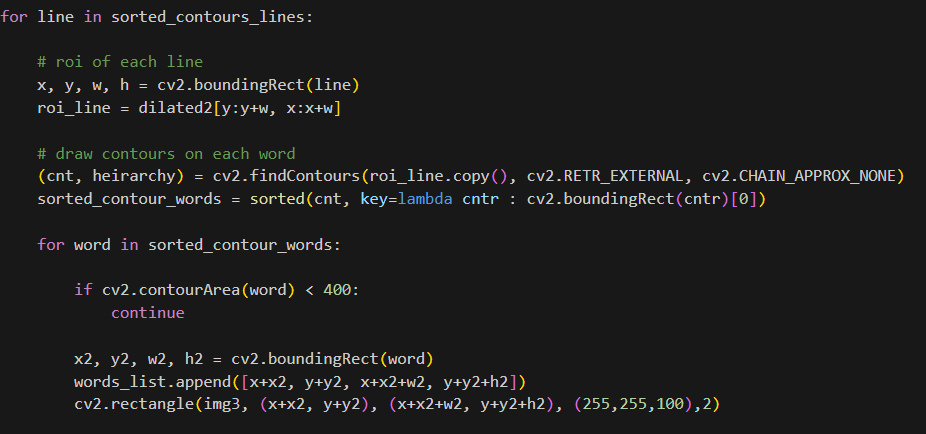 for line in sorted_contours_lines:
# roi of each line
x, y, w, h = cv2.boundingRect(line)
roi_line = dilated2[y:y+w, x:x+w]
# draw contours on each word
(cnt, heirarchy) = cv2.findContours(roi_line.copy(), cv2.RETR_EXTERNAL, cv2.CHAIN_APPROX_NONE)
sorted_contour_words = sorted(cnt, key=lambda cntr : cv2.boundingRect(cntr)[0])
for word in sorted_contour_words:
if cv2.contourArea(word) < 400:
continue
x2, y2, w2, h2 = cv2.boundingRect(word)
words_list.append([x+x2, y+y2, x+x2+w2, y+y2+h2])
cv2.rectangle(img3, (x+x2, y+y2), (x+x2+w2, y+y2+h2), (255,255,100),2)